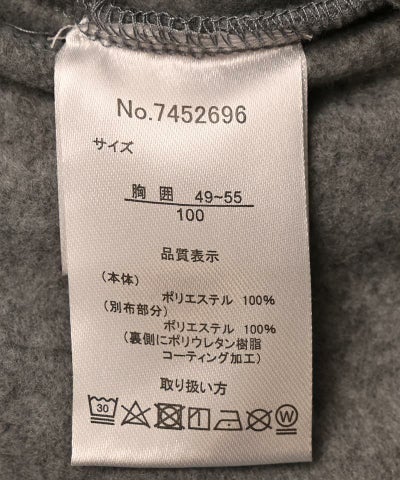 No.7452696
サイズ
胸 囲 49~55
100
品質表示
(本体)
ポリエステル 100%
(別布部分)
ポリエステル 100%
(裏側にポリウレタン樹脂
コーティング加工)
取り扱い方
30 W